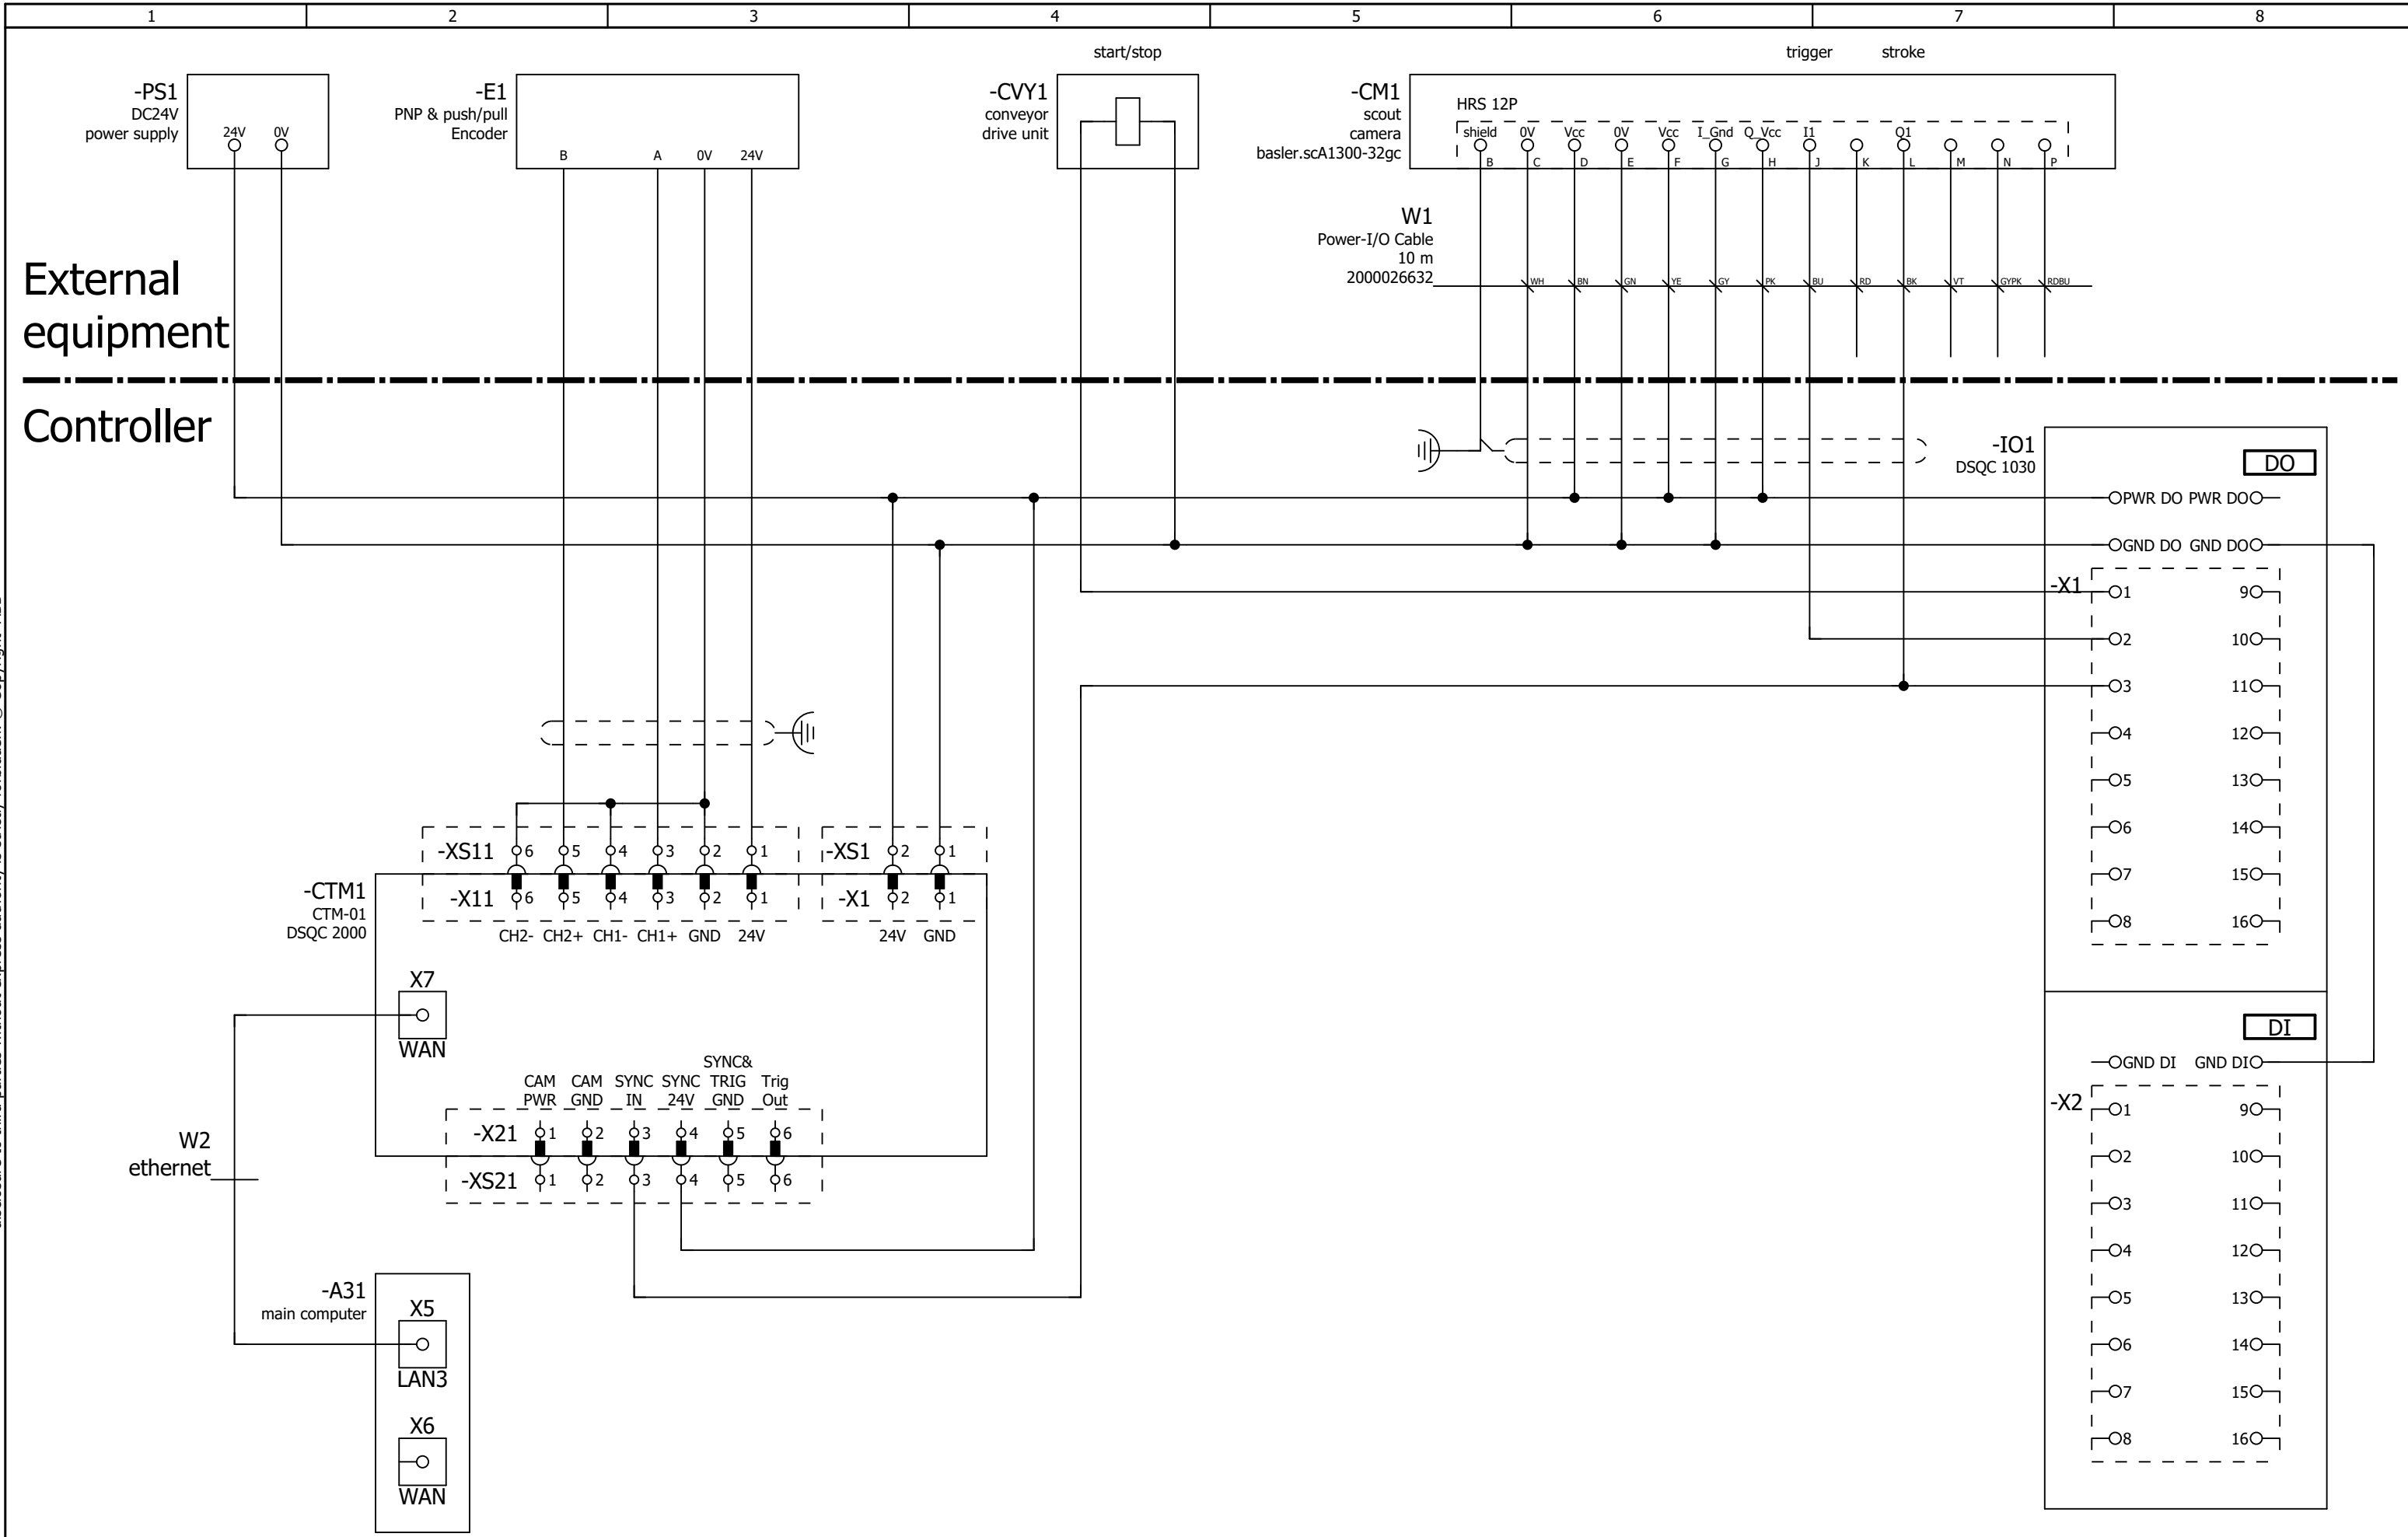 1 2 3 4 5 6 7 8
start/stop
trigger stroke
-PS1
DC24V
power supply
24V 0V
-E1
PNP & push/pull
Encoder
B A 0V 24V
-CVY1
conveyor
drive unit
-CM1
scout
camera
basler.scA1300-32gc
HRS 12P
shield 0V Vcc 0V Vcc I_Gnd Q_Vcc I1 Q1
B C D E F G H J K L M N P
W1
Power-I/O Cable
10 m
2000026632
WH BN GN YE GY PK BU RD BK VT GYPK RDBU
External
equipment
Controller
-IO1
DSQC 1030
DO
PWR DO PWR DO
GND DO GND DO
-X1
1 9
2 10
3 11
4 12
5 13
6 14
7 15
8 16
-XS11 6 5 4 3 2 1
-XS1 2 1
-CTM1
CTM-01
DSQC 2000
-X11 6 5 4 3 2 1
-X1 2 1
CH2- CH2+ CH1- CH1+ GND 24V
24V GND
X7
WAN
CAM PWR
CAM GND
SYNC IN
SYNC 24V
SYNC& TRIG GND
Trig Out
-X21 1 2 3 4 5 6
-XS21 1 2 3 4 5 6
W2
ethernet
-A31
main computer
X5
LAN3
X6
WAN
DI
GND DI GND DI
-X2
1 9
2 10
3 11
4 12
5 13
6 14
7 15
8 16